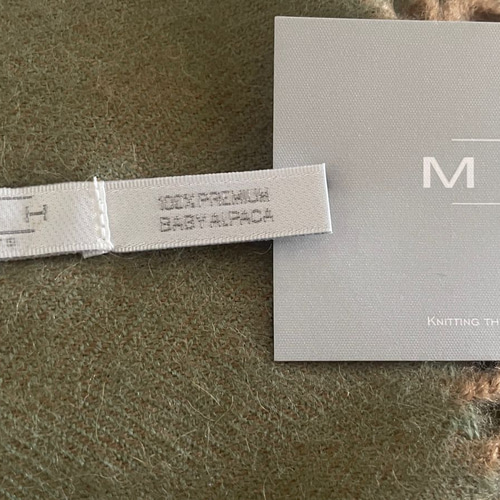 100% PREMIUM
BABY ALPACA
M
KNITTING TH